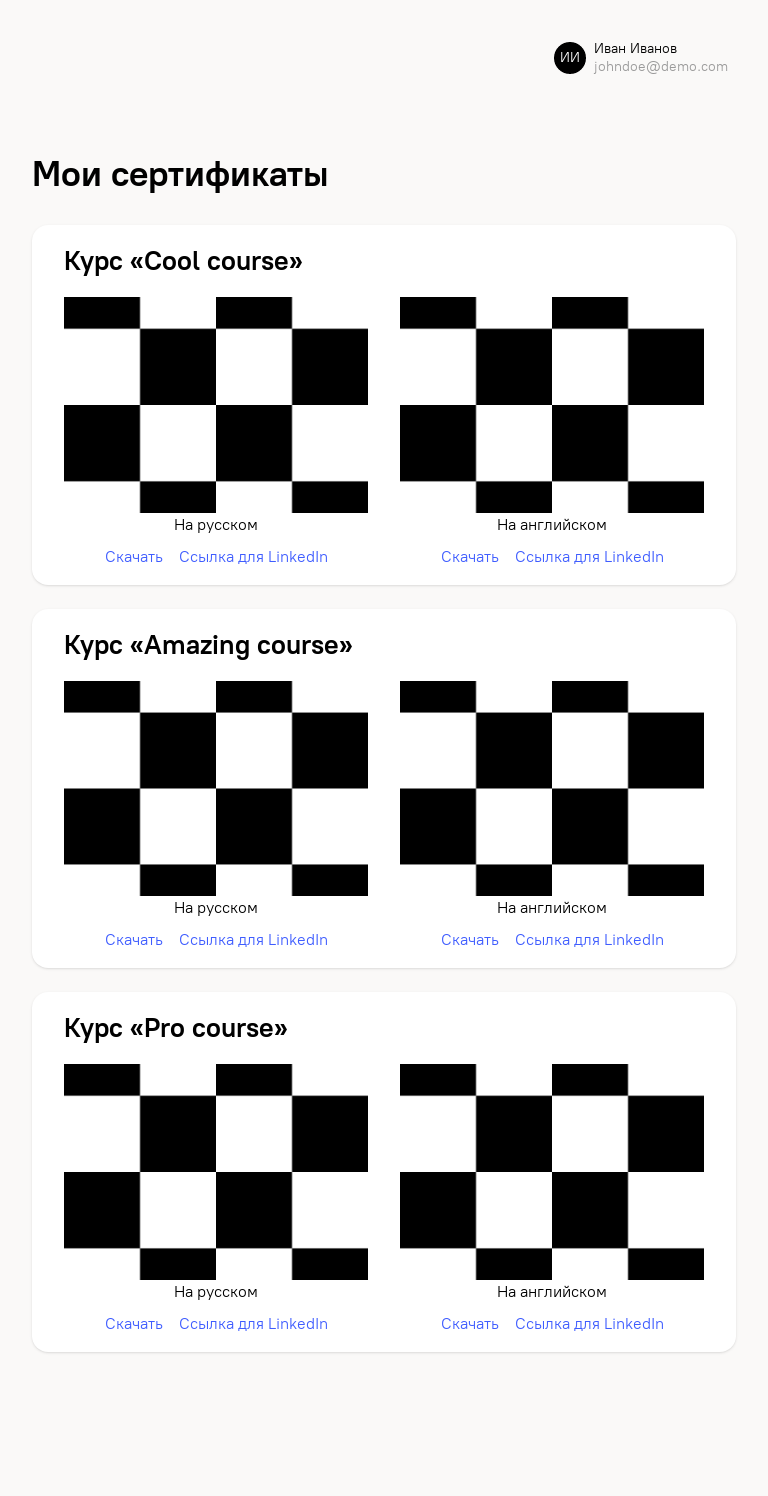 ИИ
Иван Иванов
johndoe@demo.com
Мои сертификаты
Курс «Cool course»
На русском
Скачать Ссылка для LinkedIn
На английском
Скачать Ссылка для LinkedIn
Курс «Amazing course»
На русском
Скачать Ссылка для LinkedIn
На английском
Скачать Ссылка для LinkedIn
Курс «Pro course»
На русском
Скачать Ссылка для LinkedIn
На английском
Скачать Ссылка для LinkedIn